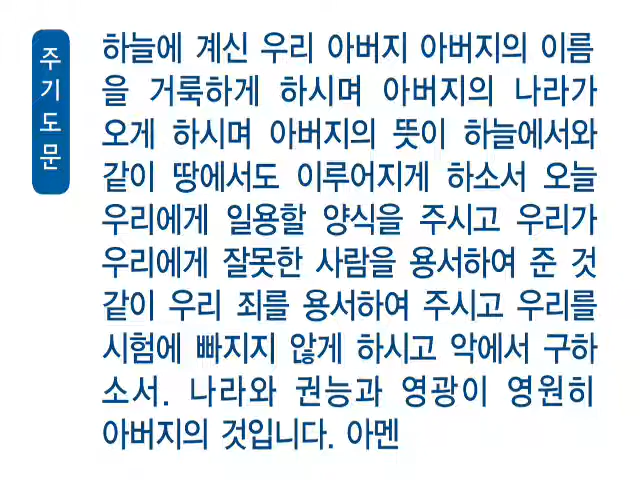 주기도문
하늘에 계신 우리 아버지 아버지의 이름
을 거룩하게 하시며 아버지의 나라가
오게 하시며 아버지의 뜻이 하늘에서와
같이 땅에서도 이루어지게 하소서 오늘
우리에게 일용할 양식을 주시고 우리가
우리에게 잘못한 사람을 용서하여 준 것
같이 우리 죄를 용서하여 주시고 우리를
시험에 빠지지 않게 하시고 악에서 구하
소서. 나라와 권능과 영광이 영원히
아버지의 것입니다. 아멘